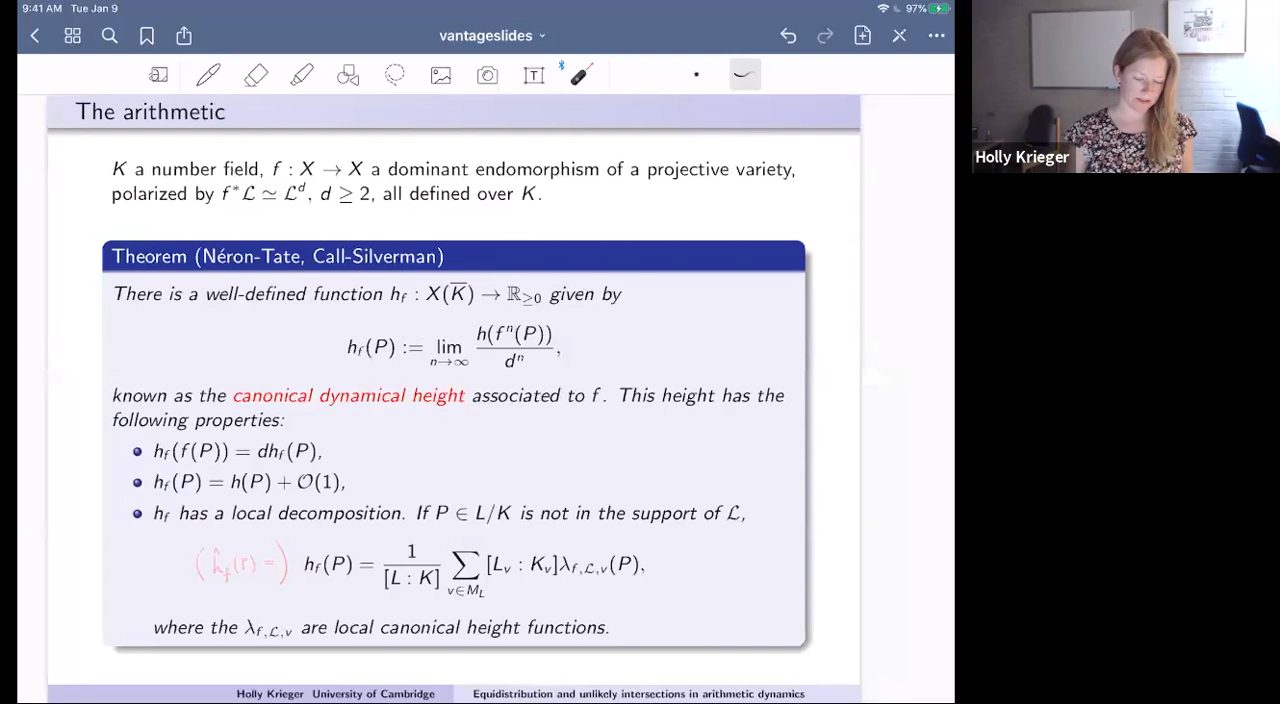 9:41 AM Tue Jan 9
97%
vantageslides
T
The arithmetic
K a number field, f : X → X a dominant endomorphism of a projective variety,
polarized by f*ℒ ≃ ℒ^d, d ≥ 2, all defined over K.
Theorem (Néron-Tate, Call-Silverman)
There is a well-defined function h_f : X(K̅) → ℝ_{≥0} given by
h_f(P) := lim_{n→∞} h(f^n(P)) / d^n,
known as the canonical dynamical height associated to f. This height has the
following properties:
h_f(f(P)) = dh_f(P),
h_f(P) = h(P) + 𝒪(1),
h_f has a local decomposition. If P ∈ L/K is not in the support of ℒ,
(ĥ_f(P) =) h_f(P) = 1/[L : K] ∑_{v∈M_L} [L_v : K_v]λ_{f,ℒ,v}(P),
where the λ_{f,ℒ,v} are local canonical height functions.
Holly Krieger University of Cambridge
Equidistribution and unlikely intersections in arithmetic dynamics
Holly Krieger